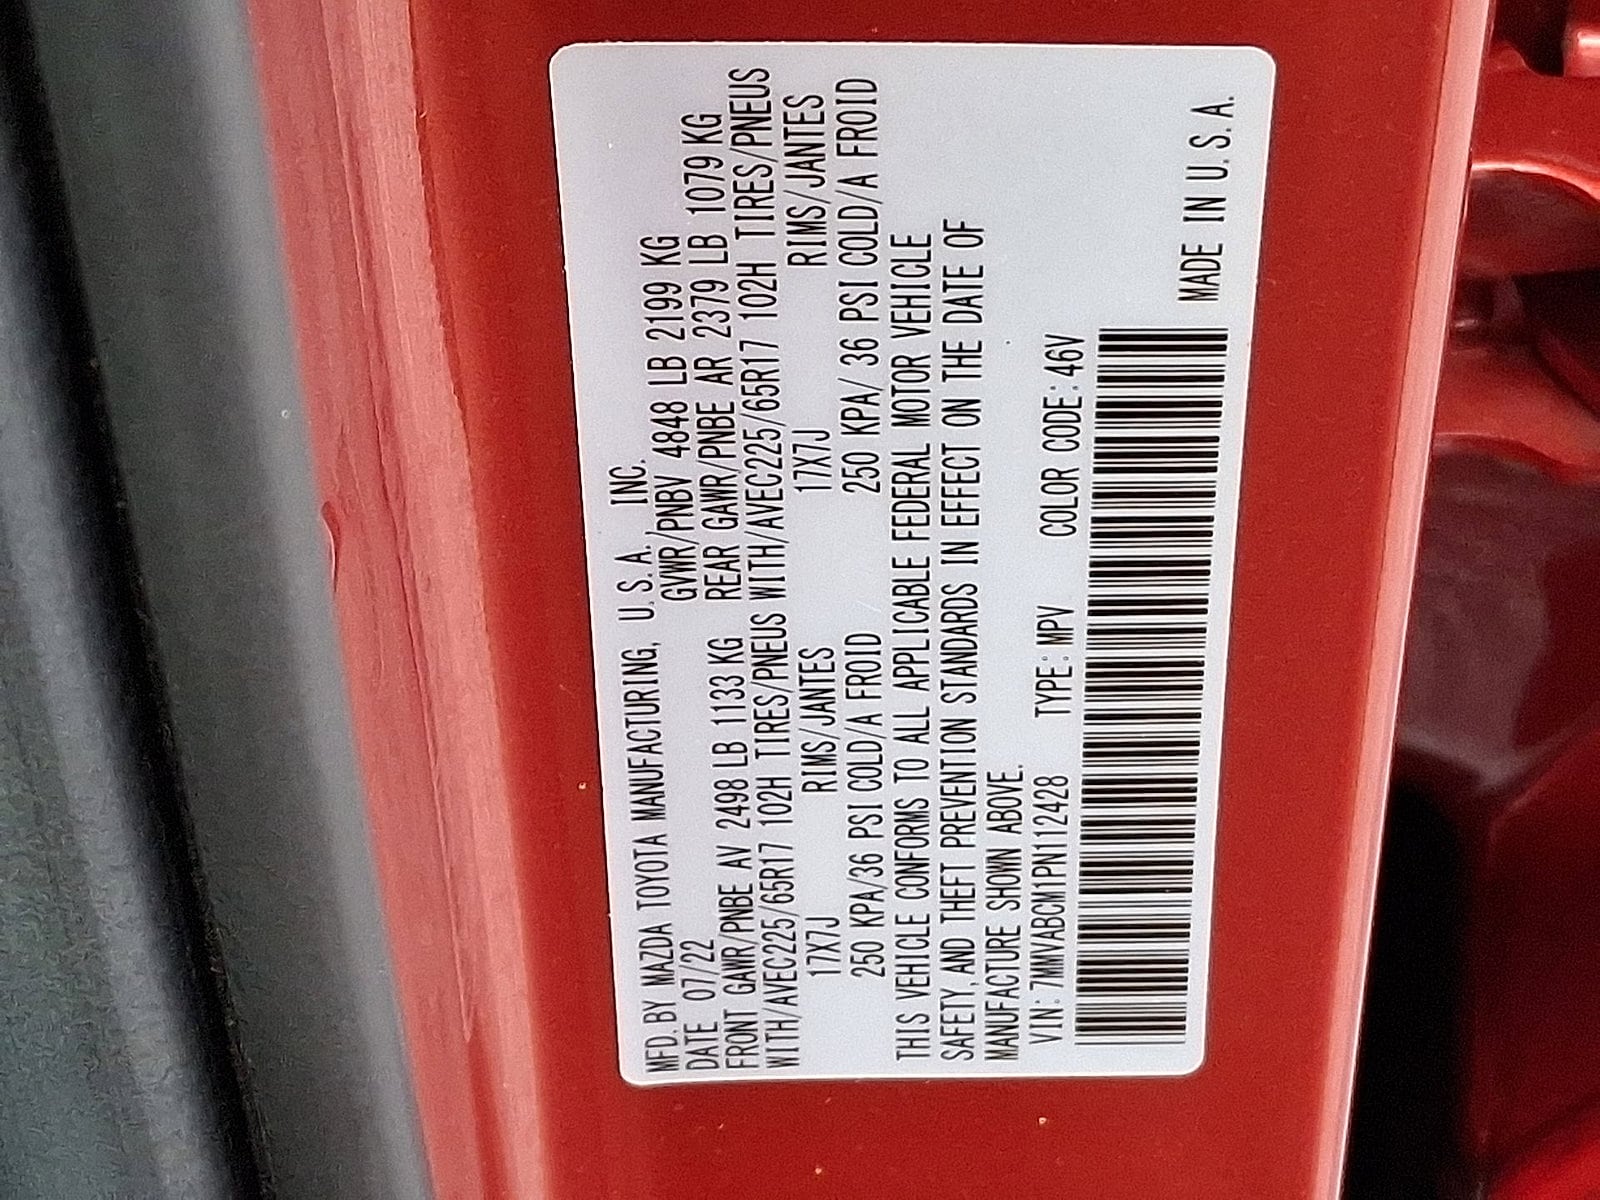 MFD. BY MAZDA TOYOTA MANUFACTURING, U.S.A., INC.
DATE 07/22 GVWR/PNBV 4848 LB 2199 KG
FRONT GAWR/PNBE AV 2498 LB 1133 KG REAR GAWR/PNBE AR 2379 LB 1079 KG
WITH/AVEC225/65R17 102H TIRES/PNEUS WITH/AVEC225/65R17 102H TIRES/PNEUS
17X7J RIMS/JANTES 17X7J RIMS/JANTES
250 KPA/36 PSI COLD/A FROID 250 KPA/ 36 PSI COLD/A FROID
THIS VEHICLE CONFORMS TO ALL APPLICABLE FEDERAL MOTOR VEHICLE
SAFETY, AND THEFT PREVENTION STANDARDS IN EFFECT ON THE DATE OF
MANUFACTURE SHOWN ABOVE.
VIN: 7MMVABCM1PN112428 TYPE: MPV COLOR CODE: 46V
MADE IN U.S.A.